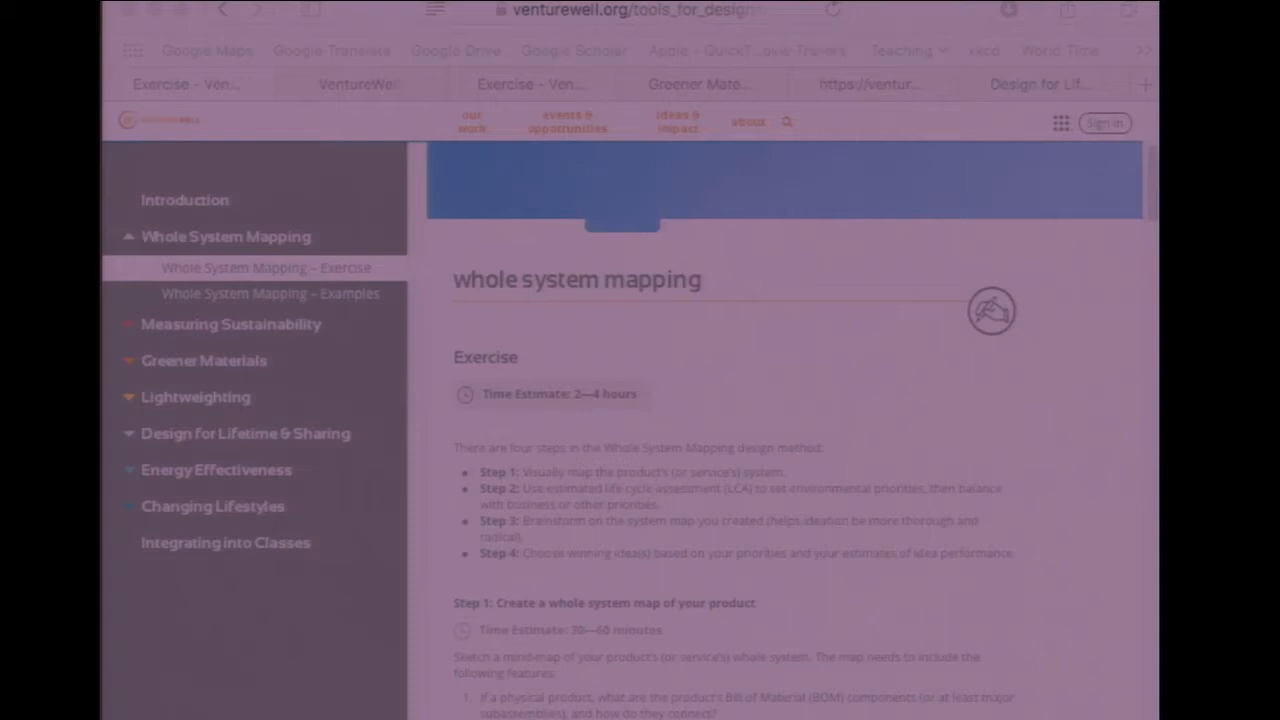 venturewell.org/tools_for_design
Google Maps Google Translate Google Drive Google Scholar Teaching xkcd World Time
Exercise - Ven... VentureWell Exercise - Ven... Greener Mate... https://ventur... Design for Lif...
our work
events & opportunities
ideas & impact
about
Sign in
Introduction
Whole System Mapping
Whole System Mapping – Exercise
Whole System Mapping – Examples
Measuring Sustainability
Greener Materials
Lightweighting
Design for Lifetime & Sharing
Energy Effectiveness
Changing Lifestyles
Integrating into Classes
whole system mapping
Exercise
Time Estimate: 2—4 hours
There are four steps in the Whole System Mapping design method:
• Step 1: Visually map the product's (or service's) system.
• Step 2: Use estimated life cycle assessment (LCA) to set environmental priorities, then balance
with business or other priorities.
• Step 3: Brainstorm on the system map you created (helps ideation be more thorough and
radical).
• Step 4: Choose winning idea(s) based on your priorities and your estimates of idea performance.
Step 1: Create a whole system map of your product
Time Estimate: 30—60 minutes
Sketch a mind-map of your product's (or service's) whole system. The map needs to include the
following features:
1. If a physical product, what are the product's Bill of Material (BOM) components (or at least major
subassemblies), and how do they connect?